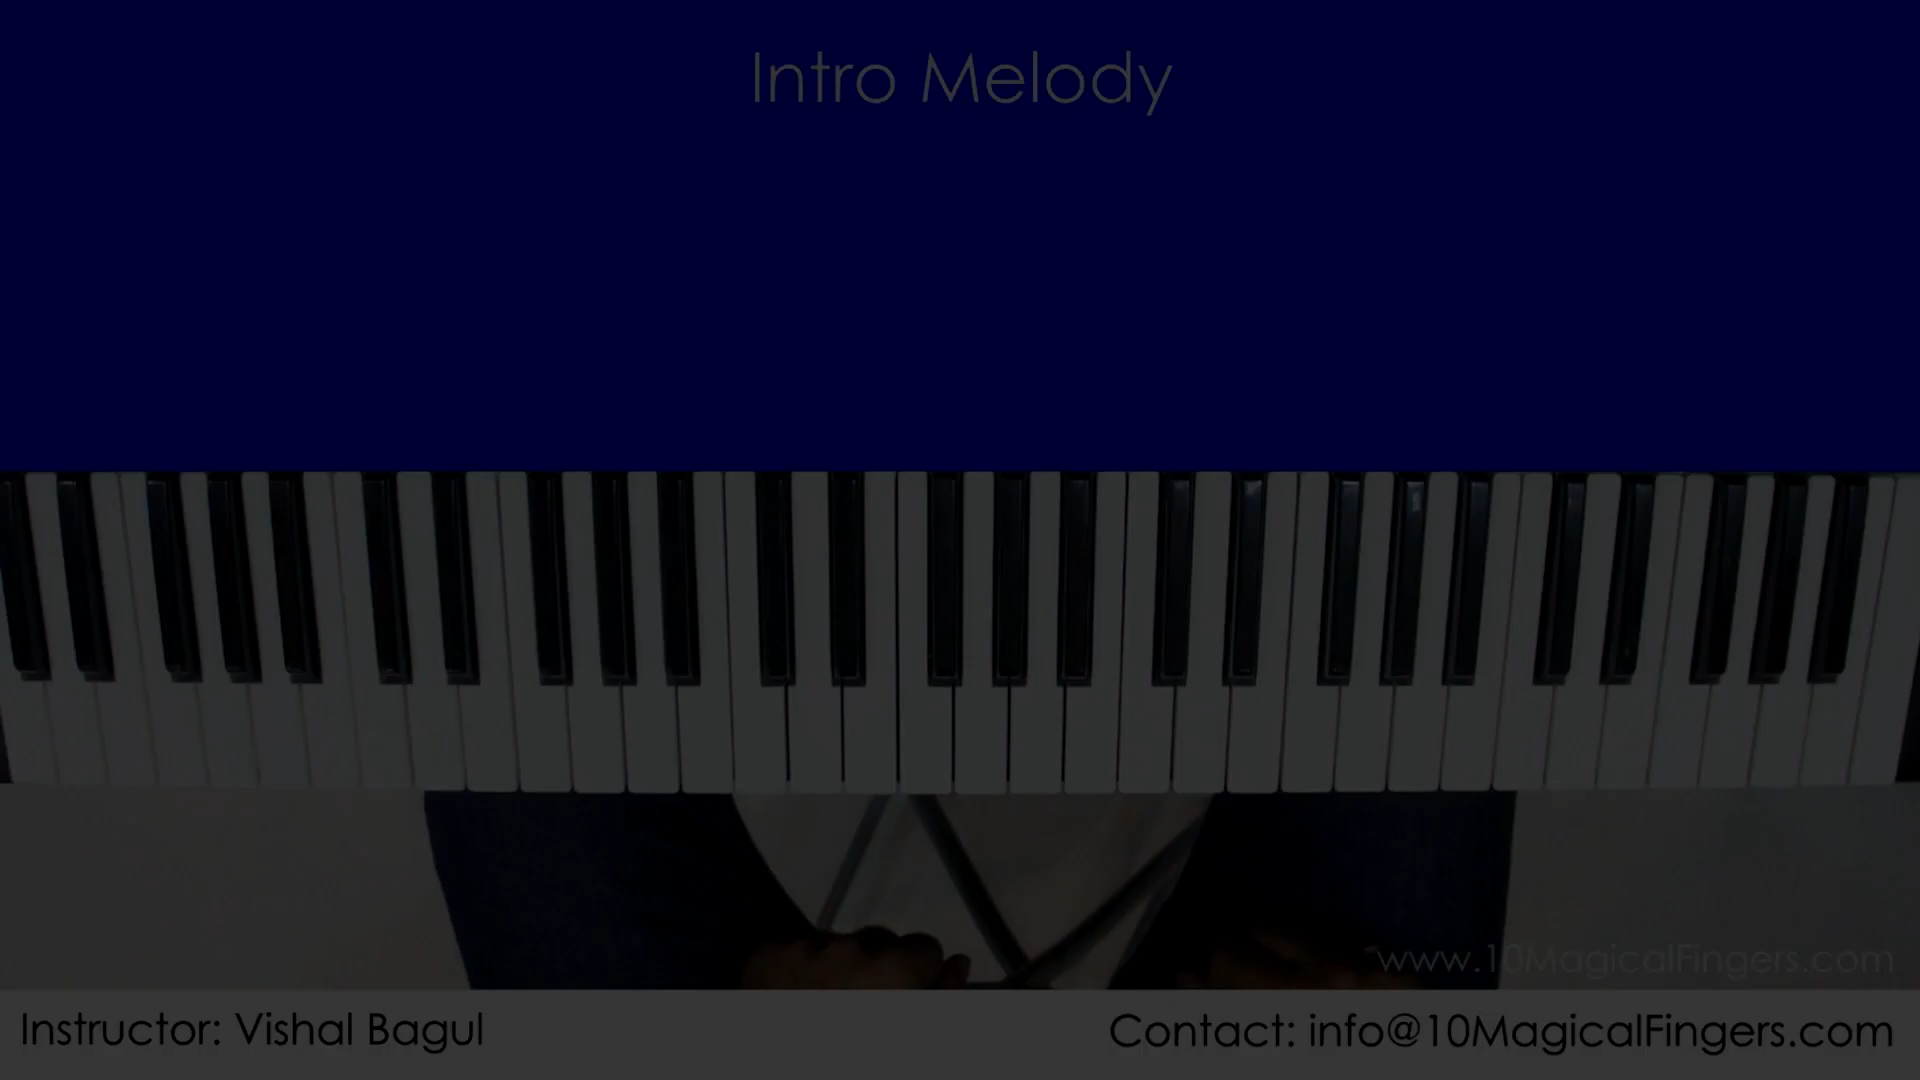 Intro Melody
www.10MagicalFingers.com
Instructor: Vishal Bagul
Contact: info@10MagicalFingers.com